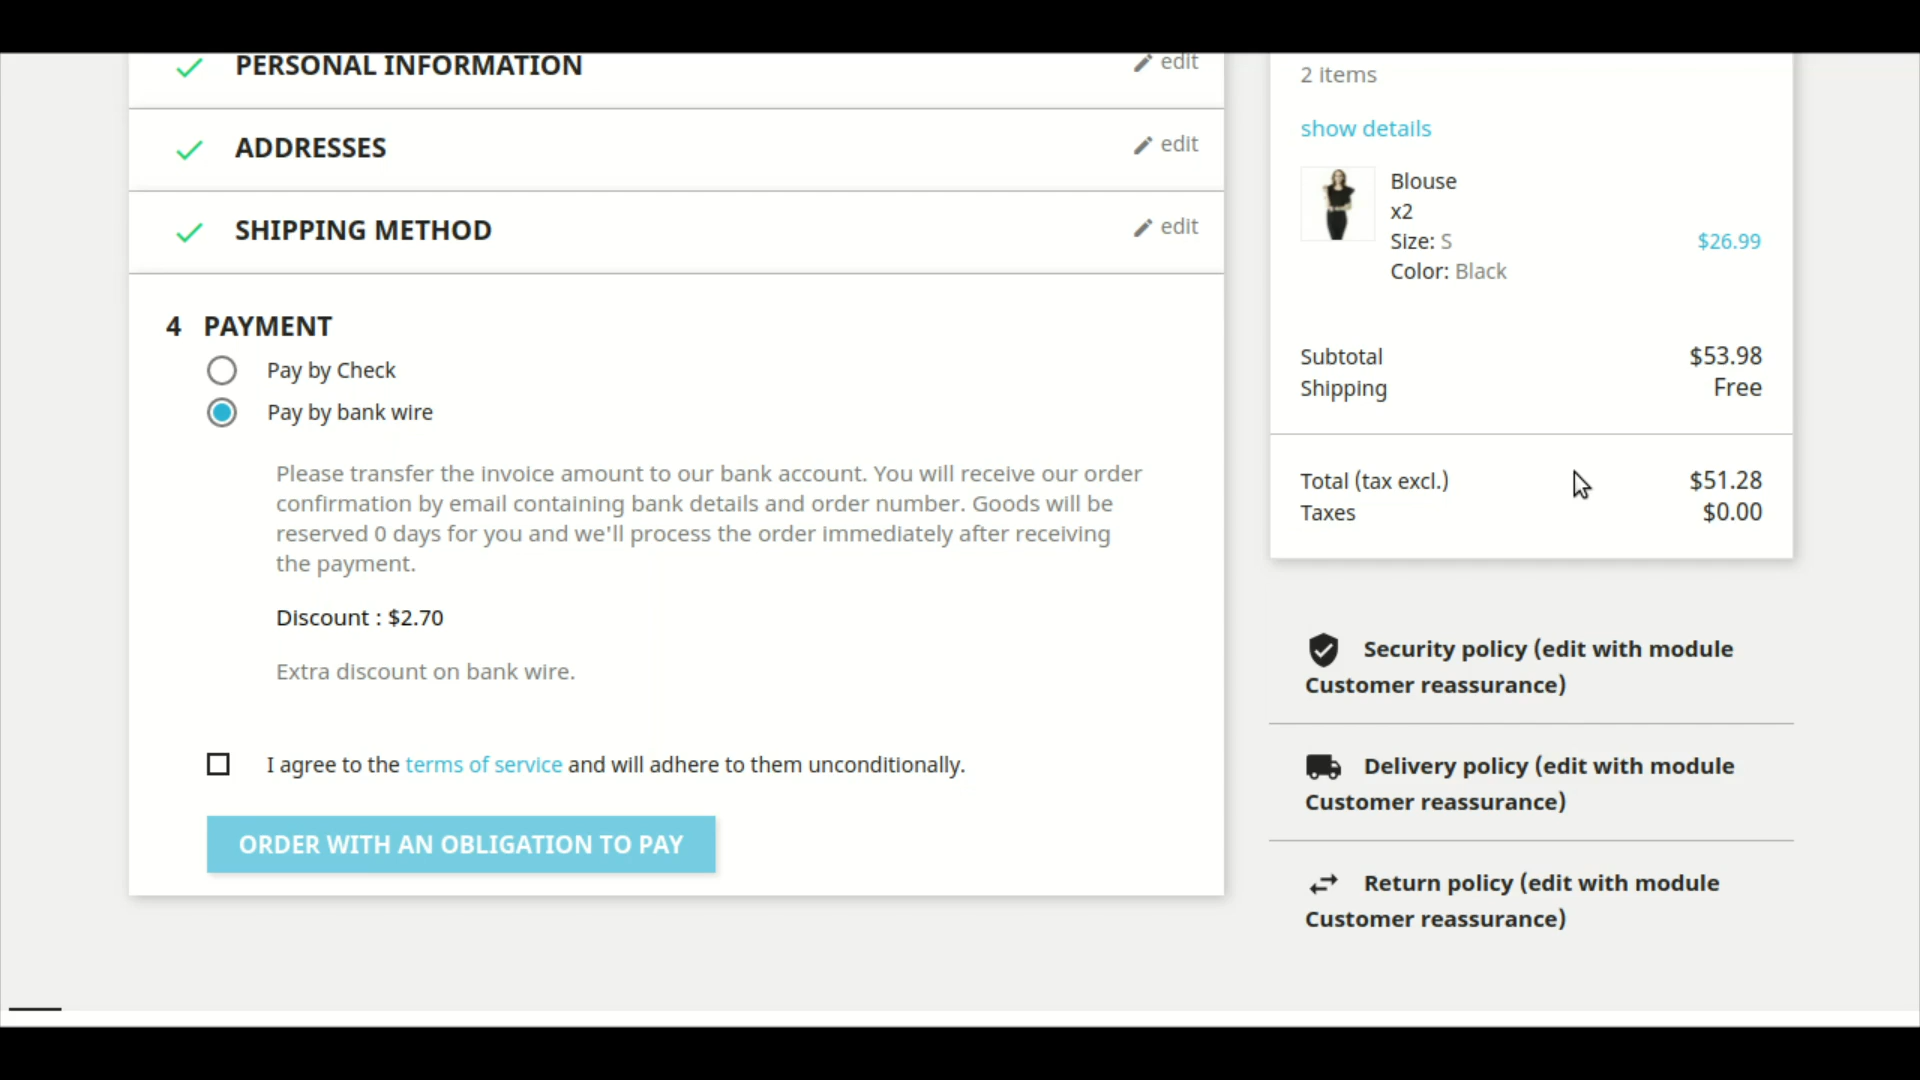 PERSONAL INFORMATION
edit
ADDRESSES
edit
SHIPPING METHOD
edit
4 PAYMENT
Pay by Check
Pay by bank wire
Please transfer the invoice amount to our bank account. You will receive our order
confirmation by email containing bank details and order number. Goods will be
reserved 0 days for you and we'll process the order immediately after receiving
the payment.
Discount : $2.70
Extra discount on bank wire.
I agree to the terms of service and will adhere to them unconditionally.
ORDER WITH AN OBLIGATION TO PAY
2 items
show details
Blouse
x2
Size: S $26.99
Color: Black
Subtotal $53.98
Shipping Free
Total (tax excl.) $51.28
Taxes $0.00
Security policy (edit with module
Customer reassurance)
Delivery policy (edit with module
Customer reassurance)
Return policy (edit with module
Customer reassurance)